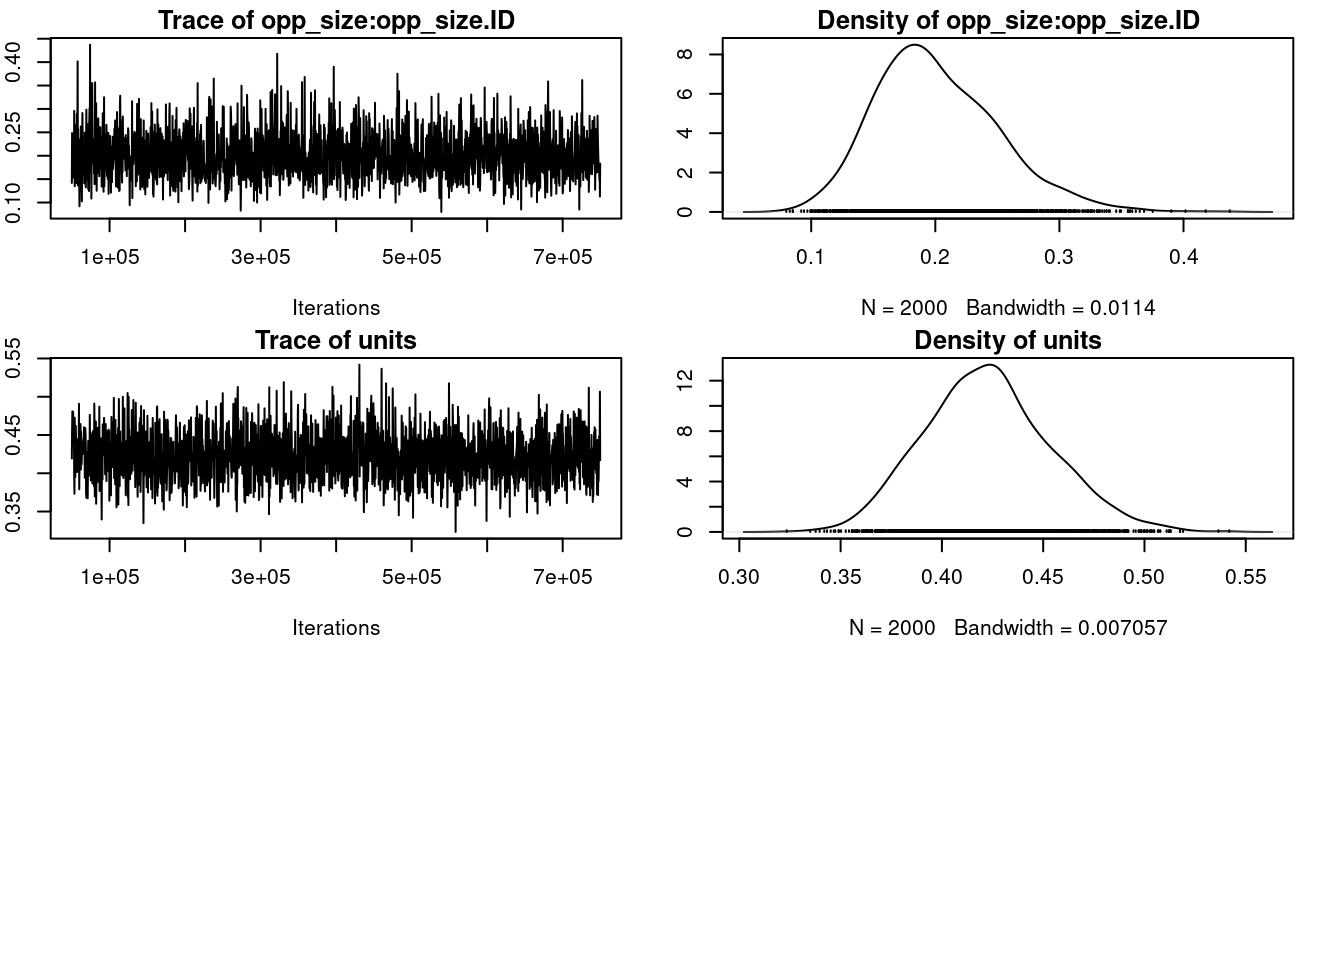 Trace of opp_size:opp_size.ID
0.10 0.25 0.40
1e+05 3e+05 5e+05 7e+05
Iterations
Density of opp_size:opp_size.ID
0 2 4 6 8
0.1 0.2 0.3 0.4
N = 2000 Bandwidth = 0.0114
Trace of units
0.35 0.45 0.55
1e+05 3e+05 5e+05 7e+05
Iterations
Density of units
0 4 8 12
0.30 0.35 0.40 0.45 0.50 0.55
N = 2000 Bandwidth = 0.007057